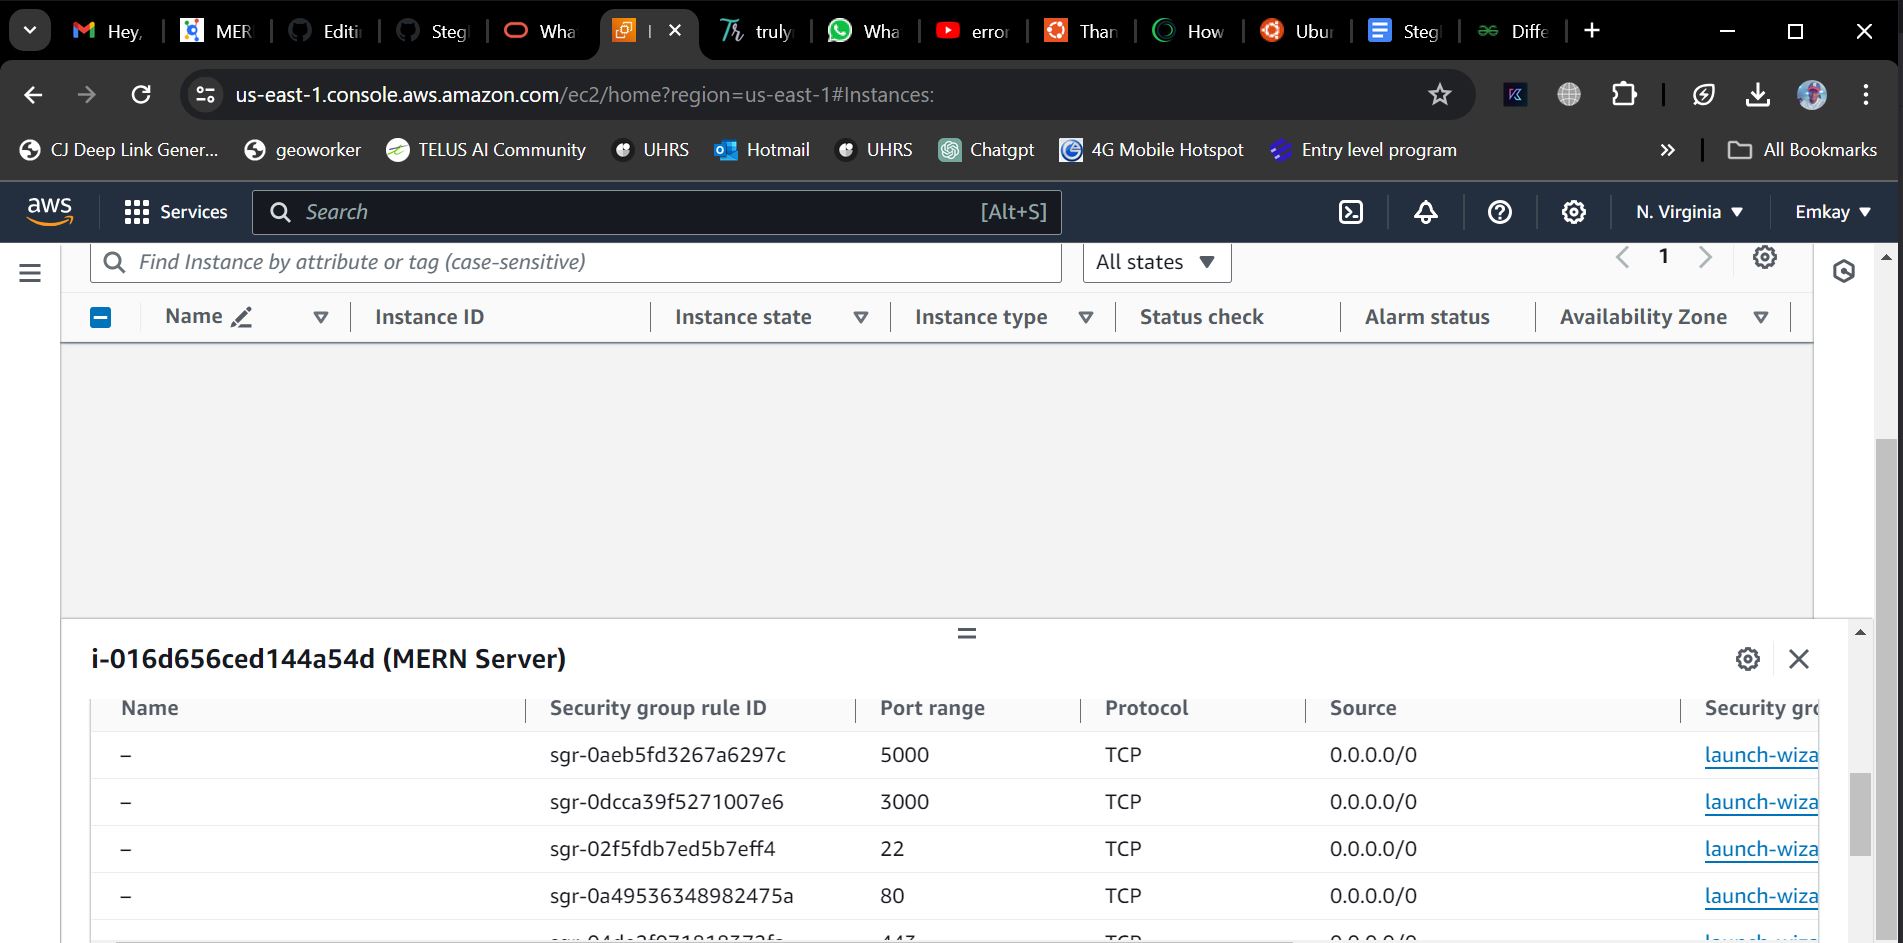 Hey,
MER
Editi
Stegl
Wha
I
truly
Wha
error
Than
How
Ubur
Steg
Diffe
us-east-1.console.aws.amazon.com/ec2/home?region=us-east-1#Instances:
CJ Deep Link Gener...
geoworker
TELUS AI Community
UHRS
Hotmail
UHRS
Chatgpt
4G Mobile Hotspot
Entry level program
All Bookmarks
aws
Services
Search
[Alt+S]
N. Virginia
Emkay
Find Instance by attribute or tag (case-sensitive)
All states
1
Name Instance ID Instance state Instance type Status check Alarm status Availability Zone
i-016d656ced144a54d (MERN Server)
Name Security group rule ID Port range Protocol Source Security gro
– sgr-0aeb5fd3267a6297c 5000 TCP 0.0.0.0/0 launch-wiza
– sgr-0dcca39f5271007e6 3000 TCP 0.0.0.0/0 launch-wiza
– sgr-02f5fdb7ed5b7eff4 22 TCP 0.0.0.0/0 launch-wiza
– sgr-0a49536348982475a 80 TCP 0.0.0.0/0 launch-wiza